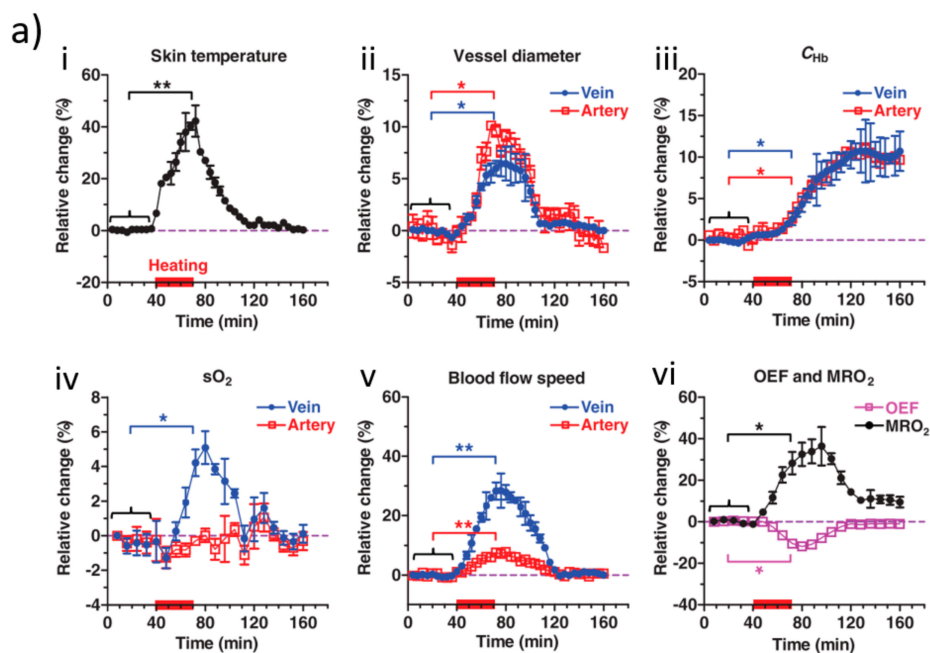 a)
i
Skin temperature
Relative change (%)
60
40
20
0
-20
**
Heating
0 40 80 120 160
Time (min)
ii
Vessel diameter
Relative change (%)
15
10
5
0
-5
*
*
Vein
Artery
0 40 80 120 160
Time (min)
iii
CHb
Relative change (%)
20
15
10
5
0
-5
*
*
Vein
Artery
0 40 80 120 160
Time (min)
iv
sO2
Relative change (%)
8
6
4
2
0
-2
-4
*
Vein
Artery
0 40 80 120 160
Time (min)
v
Blood flow speed
Relative change (%)
60
40
20
0
-10
**
**
Vein
Artery
0 40 80 120 160
Time (min)
vi
OEF and MRO2
Relative change (%)
60
40
20
0
-20
-40
*
*
OEF
MRO2
0 40 80 120 160
Time (min)